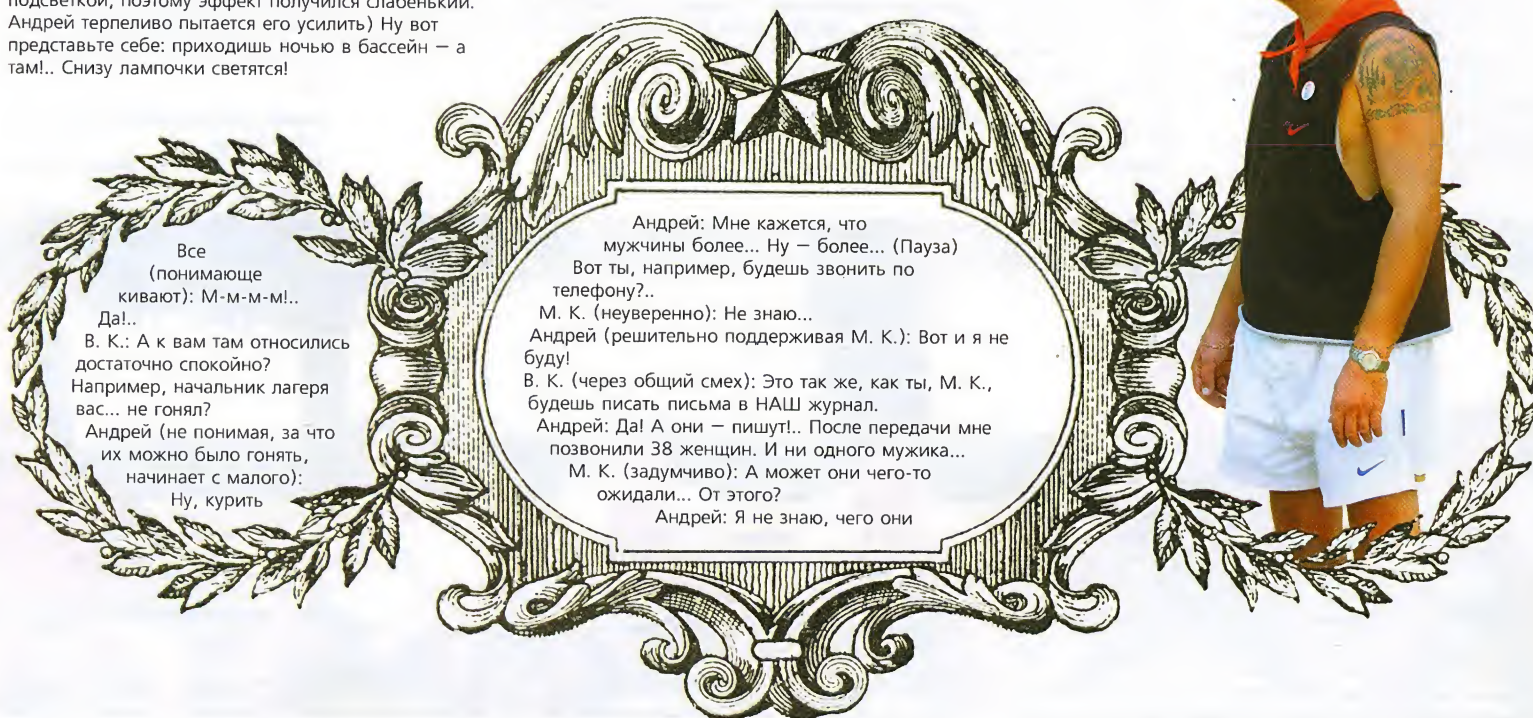 подсветкой, поэтому эффект получился слабенький.
Андрей терпеливо пытается его усилить) Ну вот
представьте себе: приходишь ночью в бассейн — а
там!.. Снизу лампочки светятся!
Все
(понимающе
кивают): М-м-м-м!..
Да!..
В. К.: А к вам там относились
достаточно спокойно?
Например, начальник лагеря
вас... не гонял?
Андрей (не понимая, за что
их можно было гонять,
начинает с малого):
Ну, курить
Андрей: Мне кажется, что
мужчины более... Ну — более... (Пауза)
Вот ты, например, будешь звонить по
телефону?..
М. К. (неуверенно): Не знаю...
Андрей (решительно поддерживая М. К.): Вот и я не
буду!
В. К. (через общий смех): Это так же, как ты, М. К.,
будешь писать письма в НАШ журнал.
Андрей: Да! А они — пишут!.. После передачи мне
позвонили 38 женщин. И ни одного мужика...
М. К. (задумчиво): А может они чего-то
ожидали... От этого?
Андрей: Я не знаю, чего они